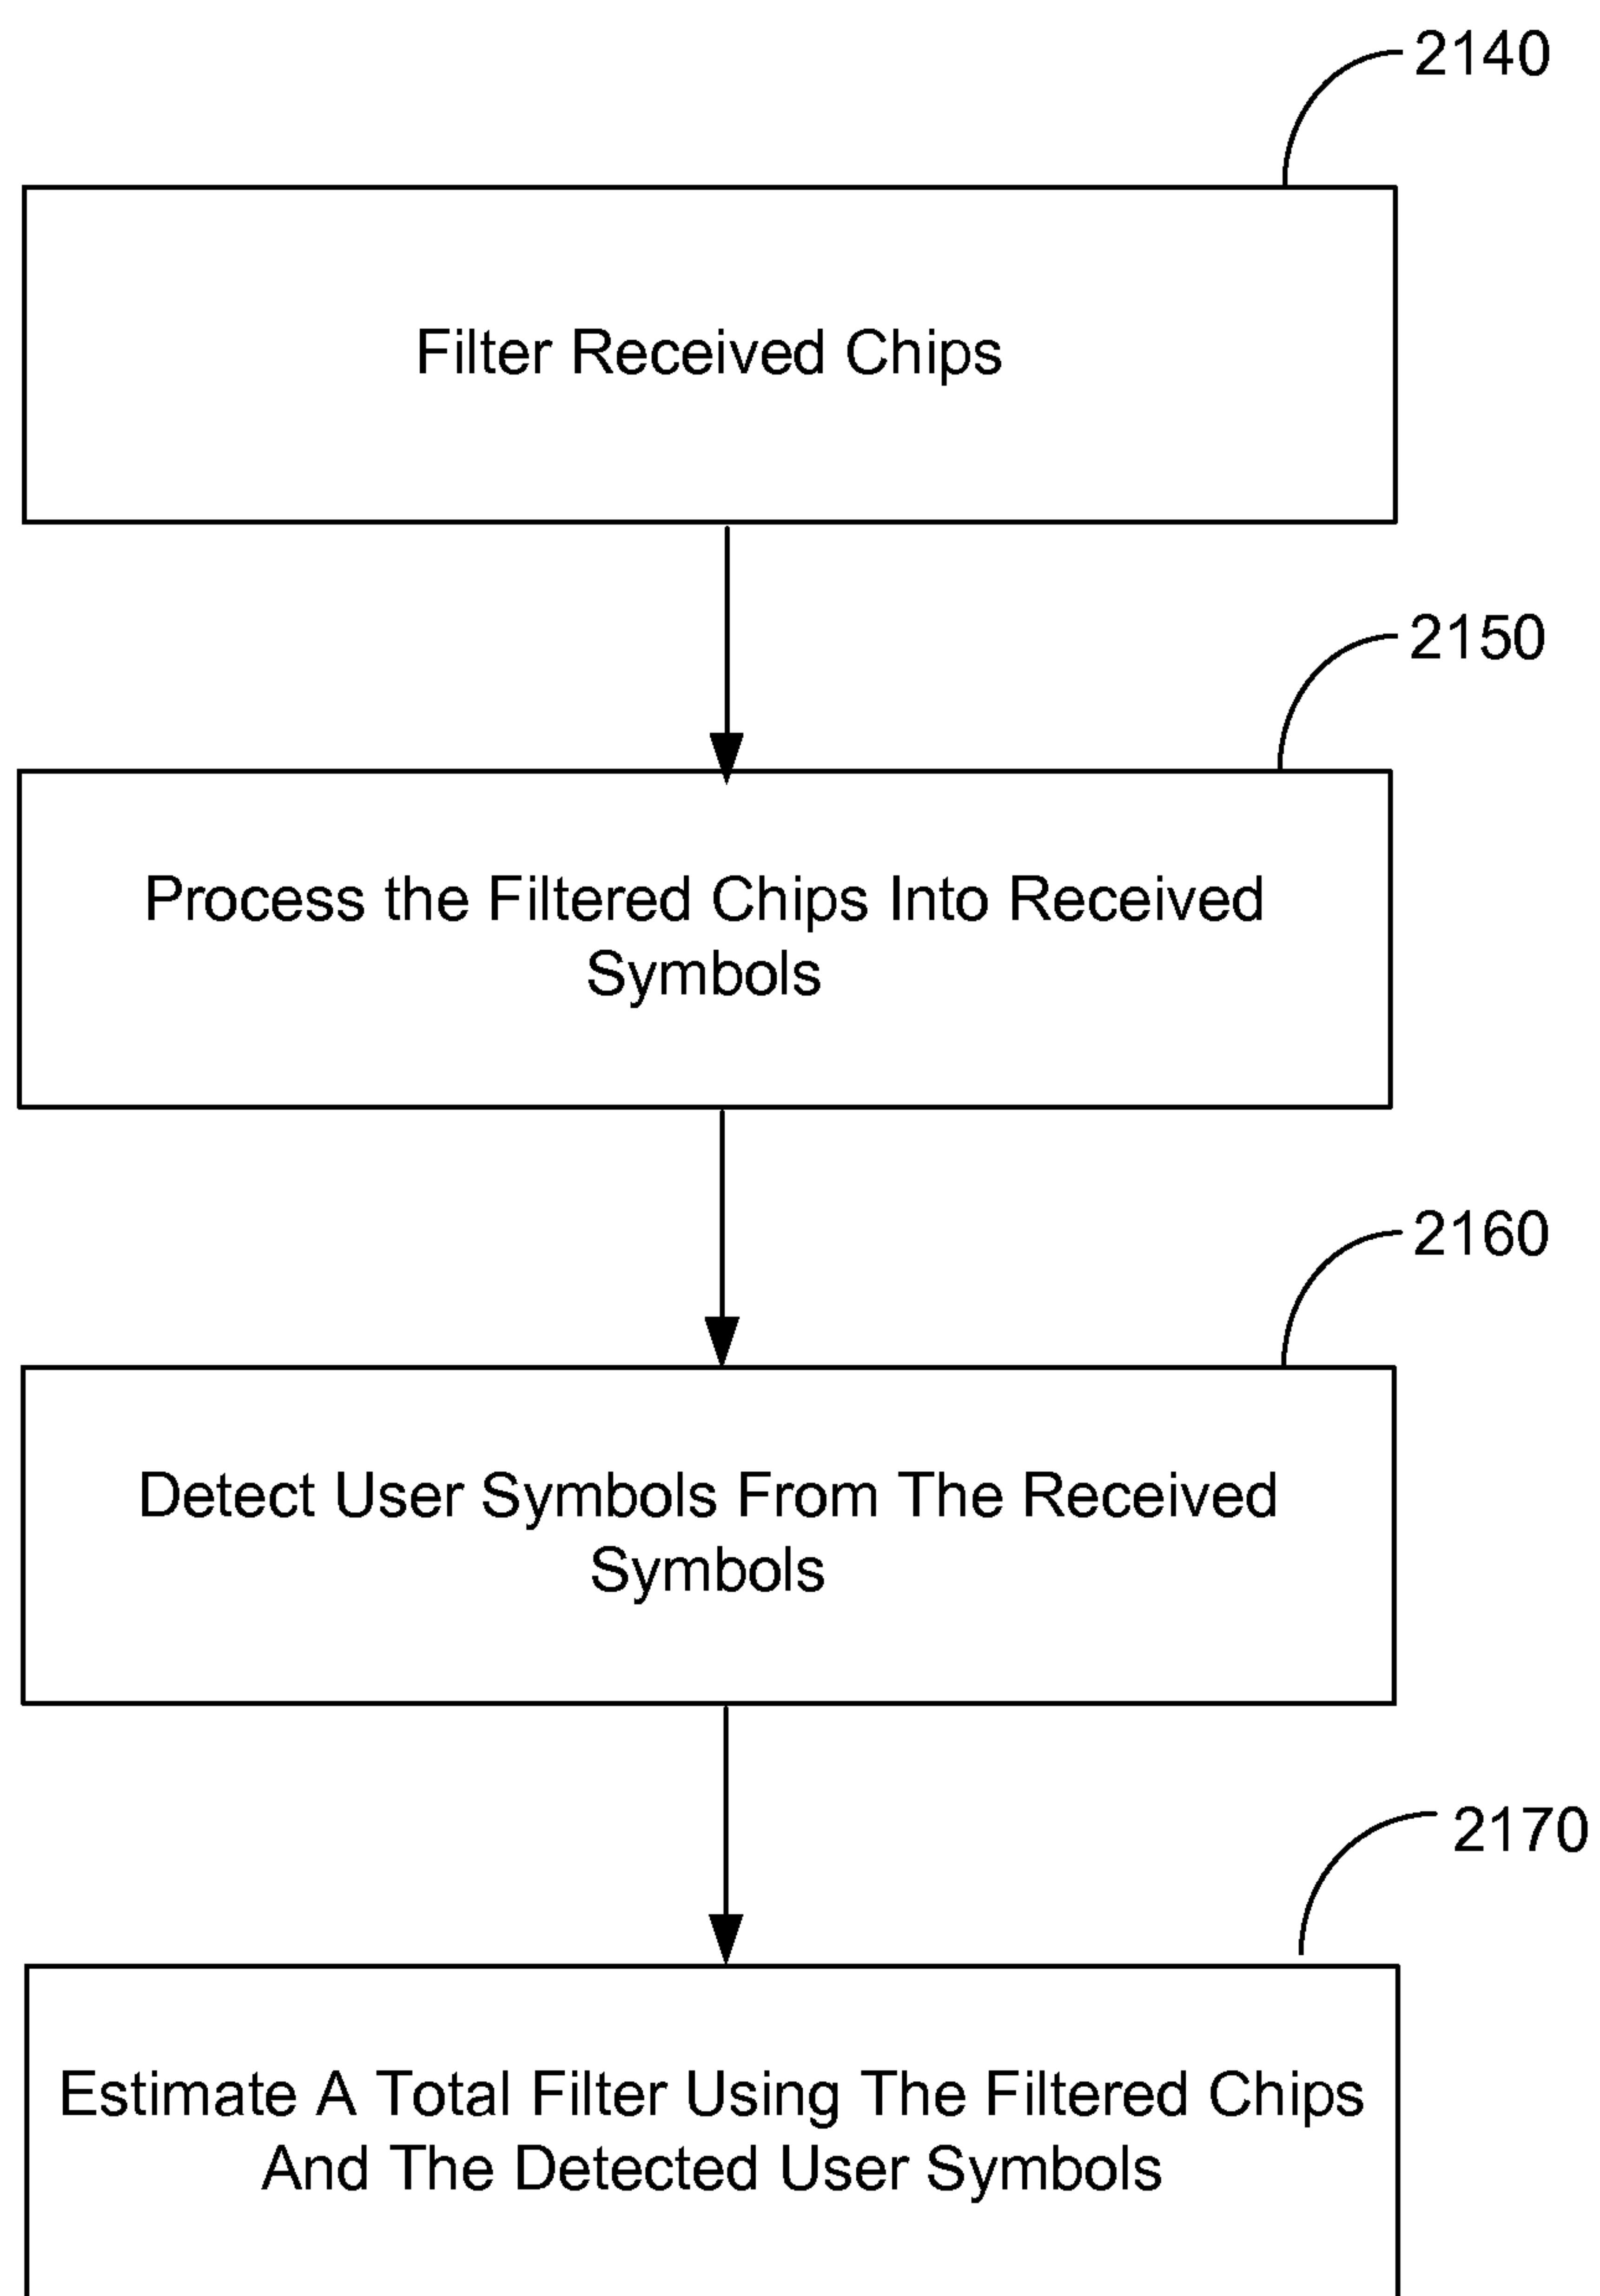 2140
Filter Received Chips
2150
Process the Filtered Chips Into Received
Symbols
2160
Detect User Symbols From The Received
Symbols
2170
Estimate A Total Filter Using The Filtered Chips
And The Detected User Symbols